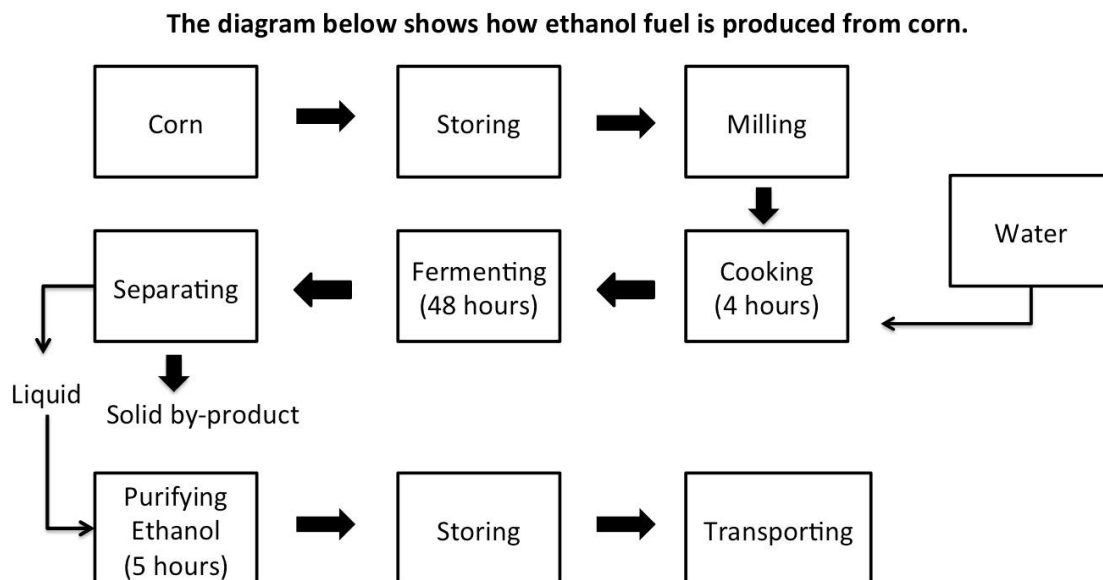 The diagram below shows how ethanol fuel is produced from corn.
Corn
Storing
Milling
Water
Separating
Fermenting
(48 hours)
Cooking
(4 hours)
Liquid
Solid by-product
Purifying
Ethanol
(5 hours)
Storing
Transporting